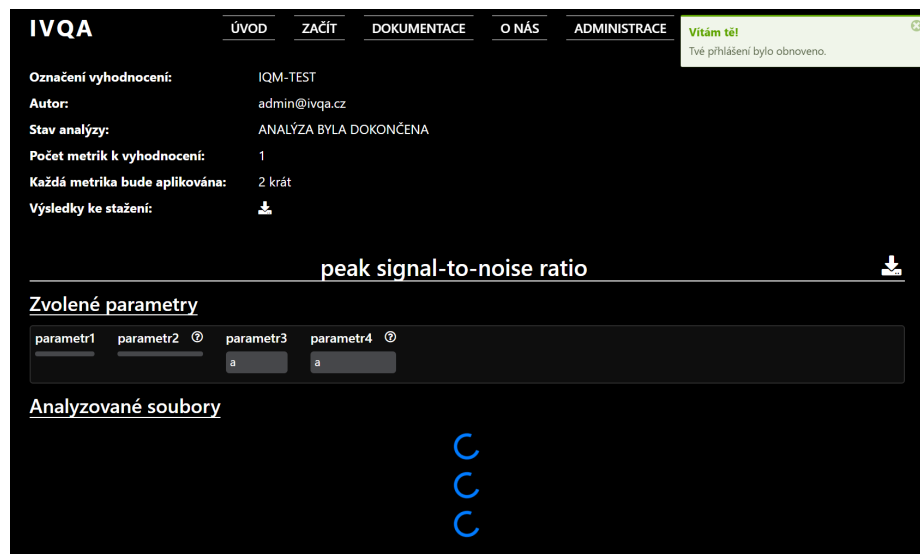 IVQA
ÚVOD ZAČÍT DOKUMENTACE O NÁS ADMINISTRACE
Vítám tě!
Tvé přhlášení bylo obnoveno.
Označení vyhodnocení: IQM-TEST
Autor: admin@ivqa.cz
Stav analýzy: ANALÝZA BYLA DOKONČENA
Počet metrik k vyhodnocení: 1
Každá metrika bude aplikována: 2 krát
Výsledky ke stažení:
peak signal-to-noise ratio
Zvolené parametry
parametr1 parametr2 parametr3 parametr4
a a
Analyzované soubory